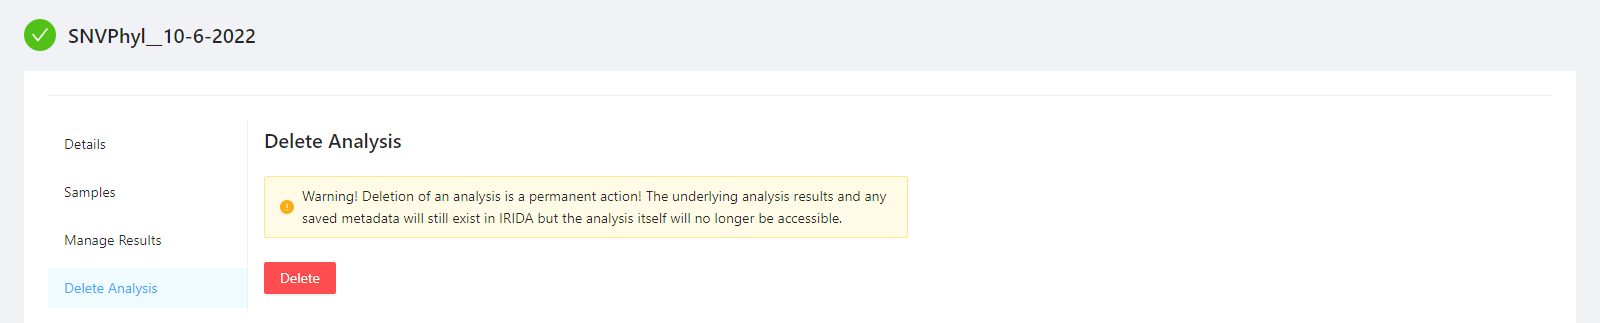 SNVPhyl__10-6-2022
Details
Samples
Manage Results
Delete Analysis
Delete Analysis
Warning! Deletion of an analysis is a permanent action! The underlying analysis results and any
saved metadata will still exist in IRIDA but the analysis itself will no longer be accessible.
Delete